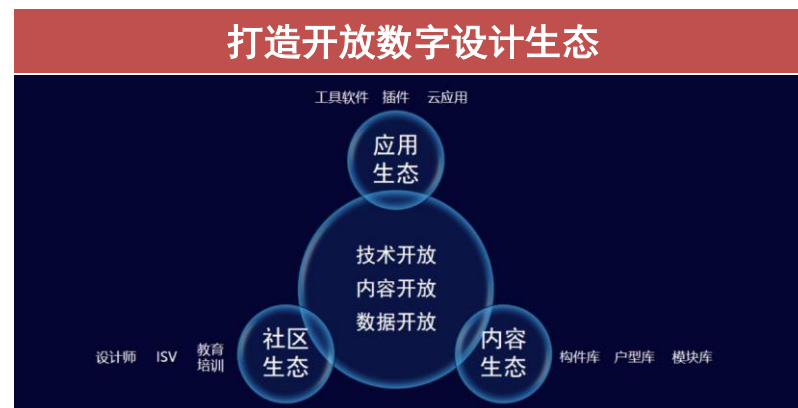 打造开放数字设计生态
工具软件 插件 云应用
应用
生态
技术开放
内容开放
数据开放
社区
生态
设计师 ISV 教育
培训
内容
生态
构件库 户型库 模块库